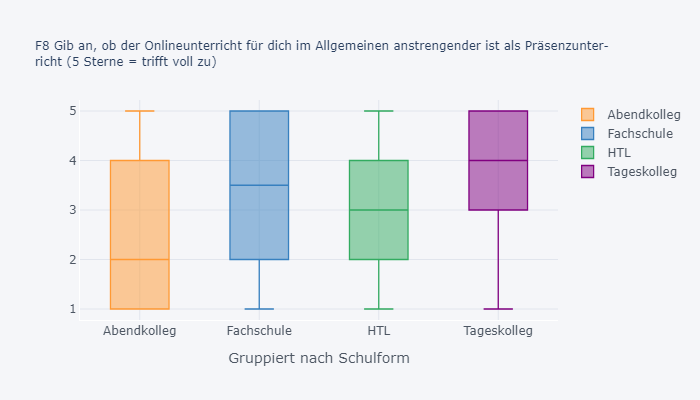 F8 Gib an, ob der Onlineunterricht für dich im Allgemeinen anstrengender ist als Präsenzunter-
richt (5 Sterne = trifft voll zu)
5
4
3
2
1
Abendkolleg
Fachschule
HTL
Tageskolleg
Gruppiert nach Schulform
Abendkolleg
Fachschule
HTL
Tageskolleg